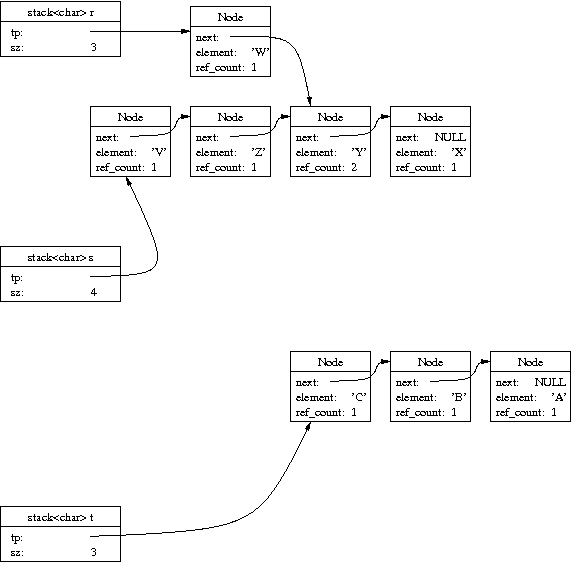 stack<char> r
tp:
sz: 3
Node
next:
element: 'W'
ref_count: 1
Node
next:
element: 'V'
ref_count: 1
Node
next:
element: 'Z'
ref_count: 1
Node
next:
element: 'Y'
ref_count: 2
Node
next: NULL
element: 'X'
ref_count: 1
stack<char> s
tp:
sz: 4
Node
next:
element: 'C'
ref_count: 1
Node
next:
element: 'B'
ref_count: 1
Node
next: NULL
element: 'A'
ref_count: 1
stack<char> t
tp:
sz: 3